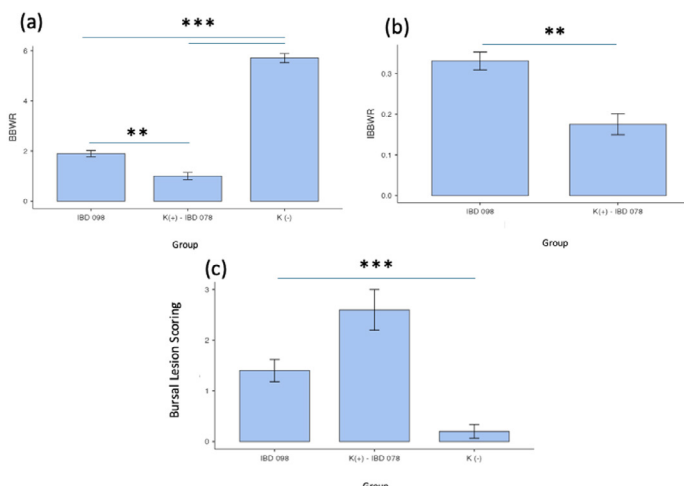 (a)
***
**
BBWR
6
4
2
0
IBD 098
K(+) - IBD 078
K (-)
Group
(b)
**
IBBWR
0.3
0.2
0.1
0.0
IBD 098
K(+) - IBD 078
Group
(c)
***
Bursal Lesion Scoring
3
2
1
0
IBD 098
K(+) - IBD 078
K (-)
Group